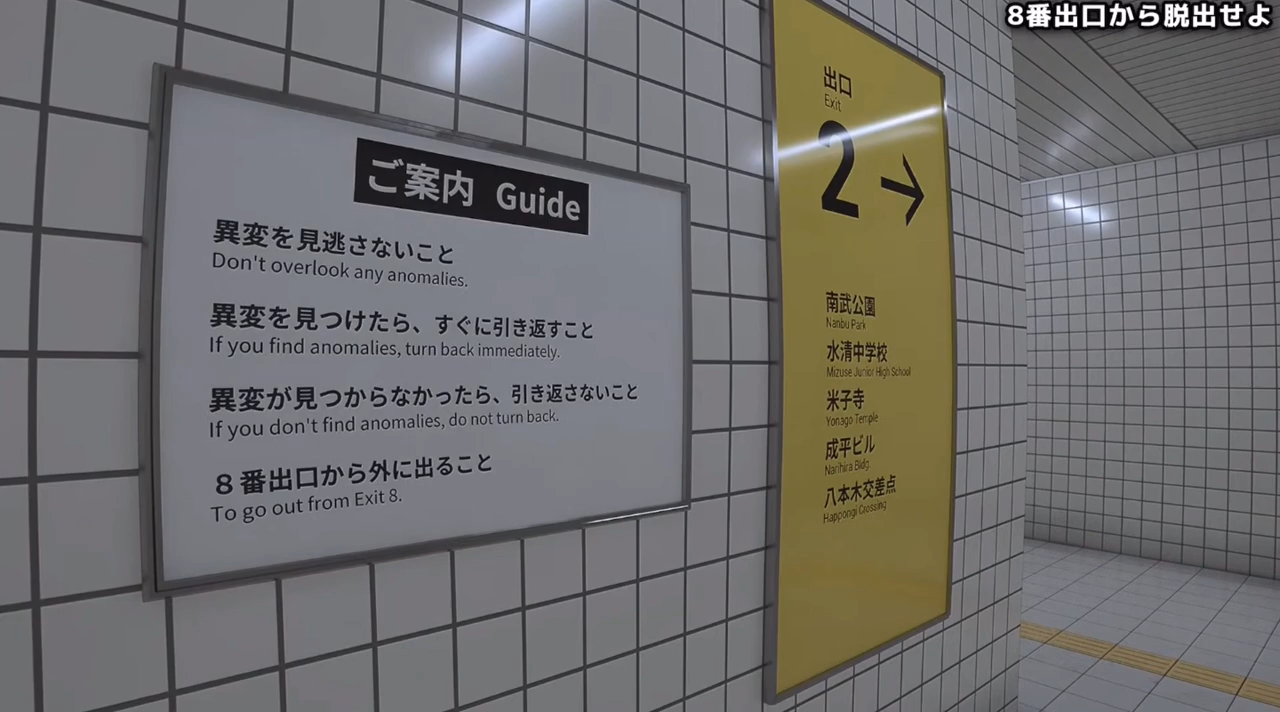 8番出口から脱出せよ
ご案内 Guide
異変を見逃さないこと
Don't overlook any anomalies.
異変を見つけたら、すぐに引き返すこと
If you find anomalies, turn back immediately.
異変が見つからなかったら、引き返さないこと
If you don't find anomalies, do not turn back.
8番出口から外に出ること
To go out from Exit 8.
出口
Exit
2 →
南武公園
Nanbu Park
水清中学校
Mizuse Junior High School
米子寺
Yonago Temple
成平ビル
Narihira Bldg.
八本木交差点
Happongi Crossing